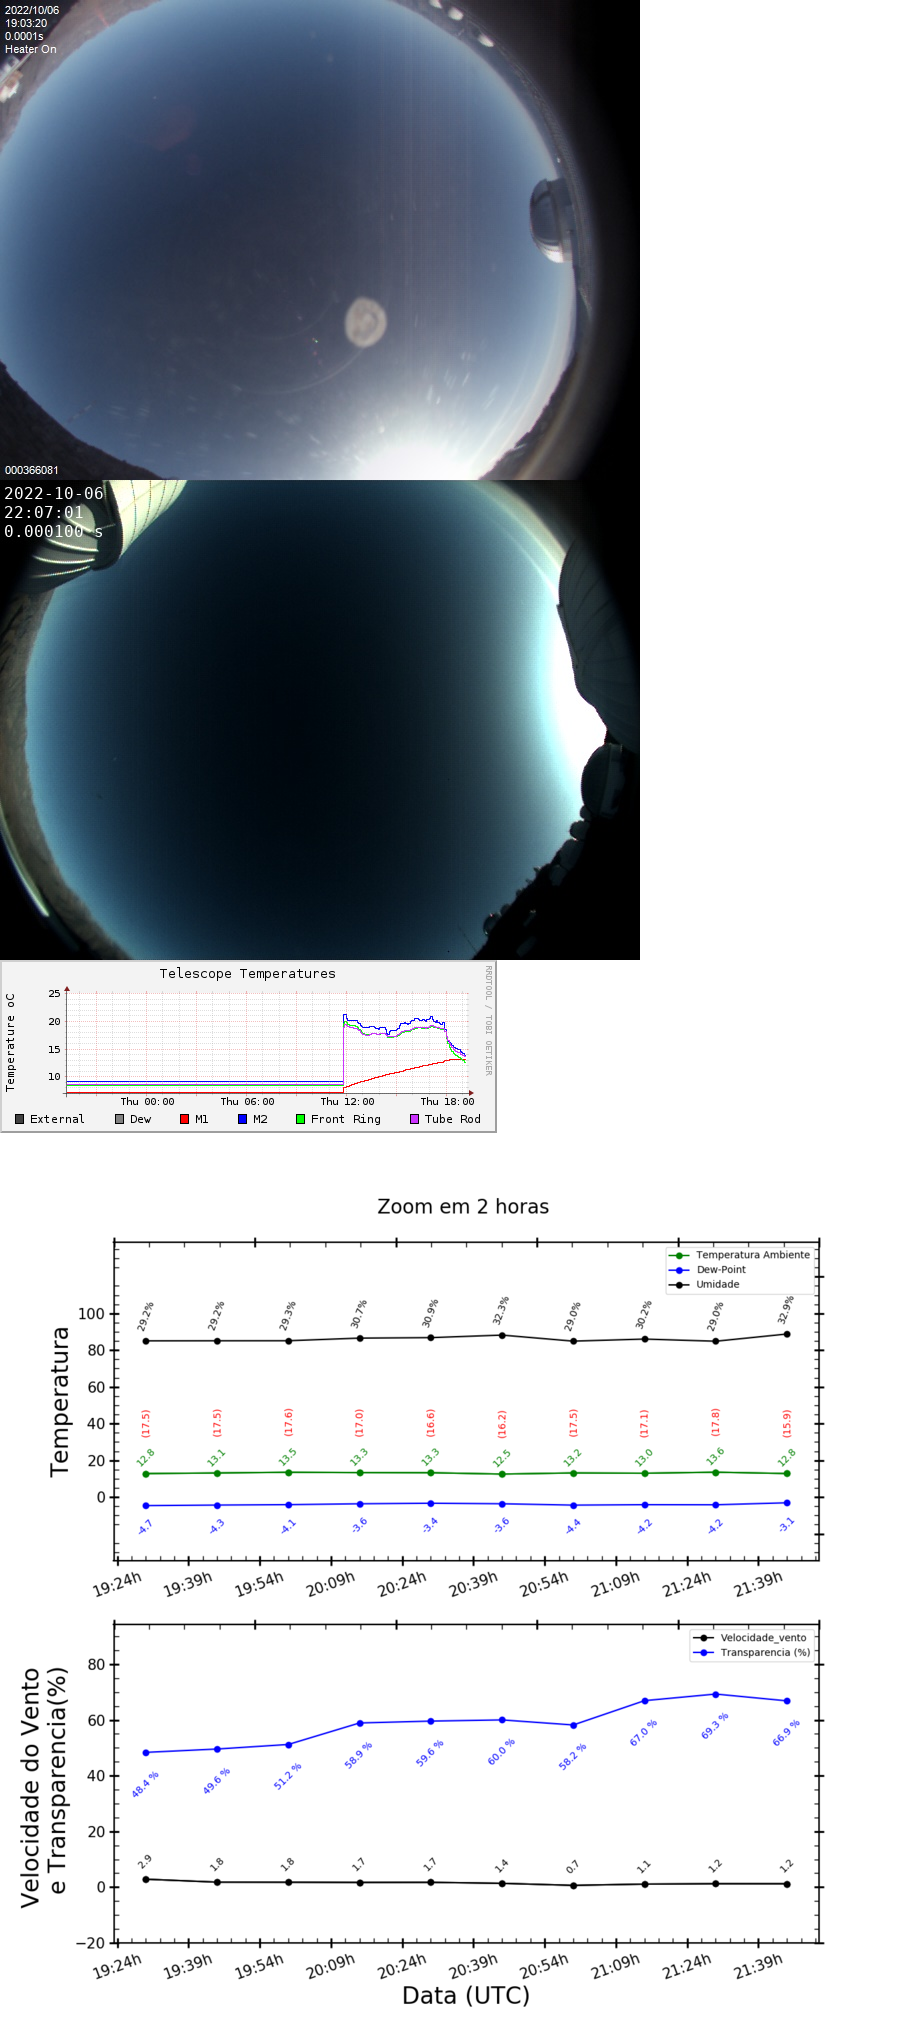 2022/10/06
19:03:20
0.0001s
Heater On
000366081
2022-10-06
22:07:01
0.000100 s
Telescope Temperatures
RRDTOOL / TOBI OETIKER
Temperature oC
25
20
15
10
Thu 00:00 Thu 06:00 Thu 12:00 Thu 18:00
External Dew M1 M2 Front Ring Tube Rod
Zoom em 2 horas
Temperatura Ambiente
Dew-Point
Umidade
Temperatura
100
80
60
40
20
0
29.2% 29.2% 29.3% 30.7% 30.9% 32.3% 29.0% 30.2% 29.0% 32.9%
(17.5) (17.5) (17.6) (17.0) (16.6) (16.2) (17.5) (17.1) (17.8) (15.9)
12.8 13.1 13.5 13.3 13.3 12.5 13.2 13.0 13.6 12.8
-4.7 -4.3 -4.1 -3.6 -3.4 -3.6 -4.4 -4.2 -4.2 -3.1
19:24h 19:39h 19:54h 20:09h 20:24h 20:39h 20:54h 21:09h 21:24h 21:39h
Velocidade_vento
Transparencia (%)
Velocidade do Vento
e Transparencia(%)
80
60
40
20
0
−20
48.4 % 49.6 % 51.2 % 58.9 % 59.6 % 60.0 % 58.2 % 67.0 % 69.3 % 66.9 %
2.9 1.8 1.8 1.7 1.7 1.4 0.7 1.1 1.2 1.2
19:24h 19:39h 19:54h 20:09h 20:24h 20:39h 20:54h 21:09h 21:24h 21:39h
Data (UTC)